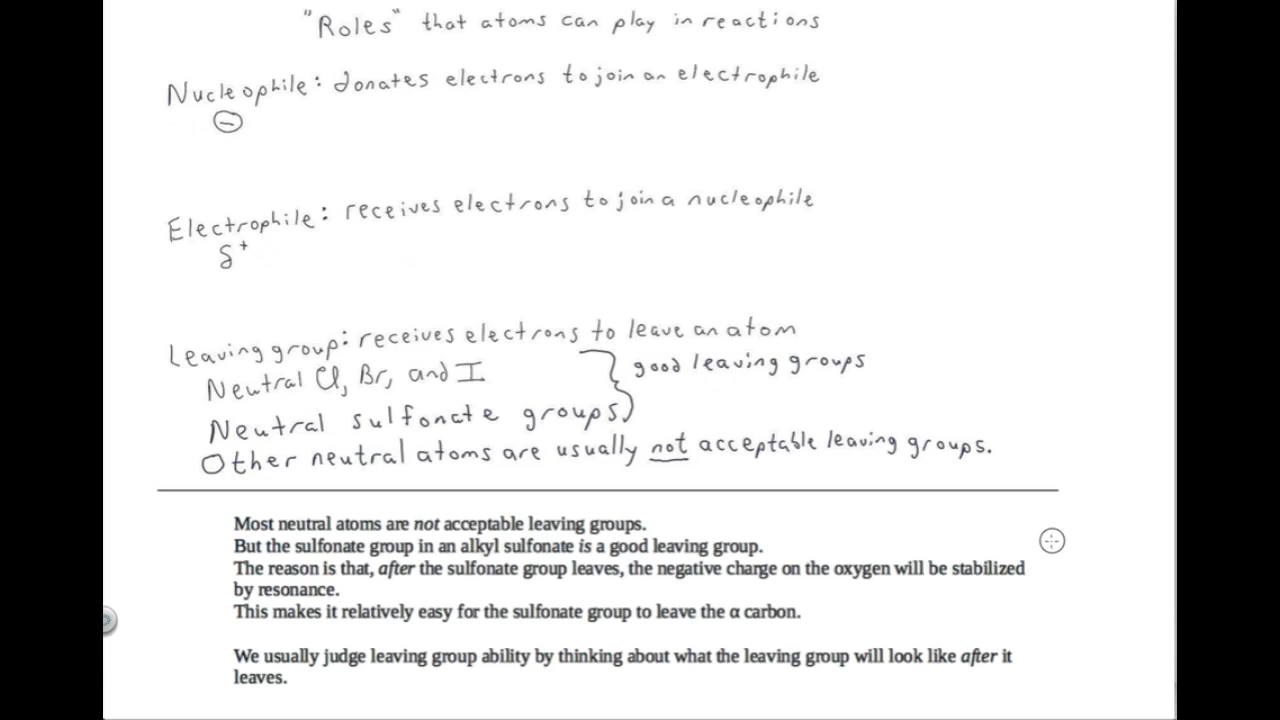 "Roles" that atoms can play in reactions
Nucleophile: donates electrons to join an electrophile
⊖
Electrophile: receives electrons to join a nucleophile
δ+
Leaving group: receives electrons to leave an atom
Neutral Cl, Br, and I
good leaving groups
Neutral sulfonate groups
Other neutral atoms are usually not acceptable leaving groups.
Most neutral atoms are not acceptable leaving groups.
But the sulfonate group in an alkyl sulfonate is a good leaving group.
The reason is that, after the sulfonate group leaves, the negative charge on the oxygen will be stabilized
by resonance.
This makes it relatively easy for the sulfonate group to leave the α carbon.
We usually judge leaving group ability by thinking about what the leaving group will look like after it
leaves.